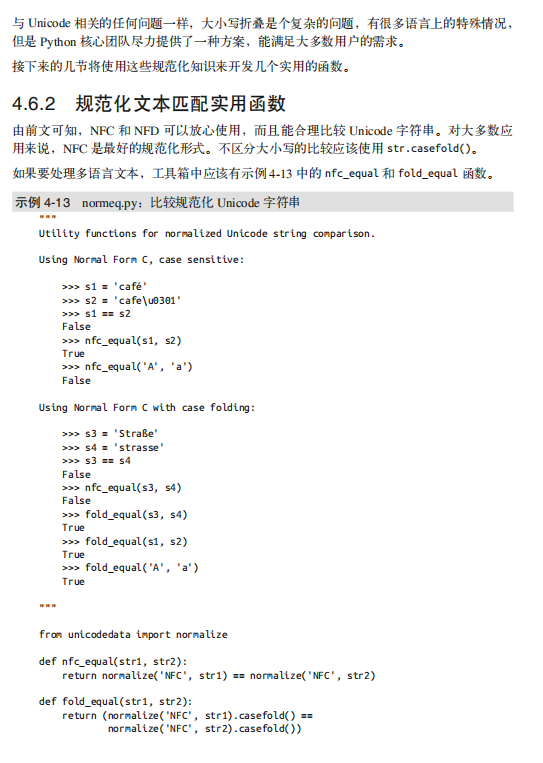 与 Unicode 相关的任何问题一样，大小写折叠是个复杂的问题，有很多语言上的特殊情况，
但是 Python 核心团队尽力提供了一种方案，能满足大多数用户的需求。
接下来的几节将使用这些规范化知识来开发几个实用的函数。
4.6.2 规范化文本匹配实用函数
由前文可知，NFC 和 NFD 可以放心使用，而且能合理比较 Unicode 字符串。对大多数应
用来说，NFC 是最好的规范化形式。不区分大小写的比较应该使用 str.casefold()。
如果要处理多语言文本，工具箱中应该有示例 4-13 中的 nfc_equal 和 fold_equal 函数。
示例 4-13 normeq.py：比较规范化 Unicode 字符串
"""
Utility functions for normalized Unicode string comparison.
Using Normal Form C, case sensitive:
>>> s1 = 'café'
>>> s2 = 'cafe\u0301'
>>> s1 == s2
False
>>> nfc_equal(s1, s2)
True
>>> nfc_equal('A', 'a')
False
Using Normal Form C with case folding:
>>> s3 = 'Straße'
>>> s4 = 'strasse'
>>> s3 == s4
False
>>> nfc_equal(s3, s4)
False
>>> fold_equal(s3, s4)
True
>>> fold_equal(s1, s2)
True
>>> fold_equal('A', 'a')
True
"""
from unicodedata import normalize
def nfc_equal(str1, str2):
return normalize('NFC', str1) == normalize('NFC', str2)
def fold_equal(str1, str2):
return (normalize('NFC', str1).casefold() ==
normalize('NFC', str2).casefold())